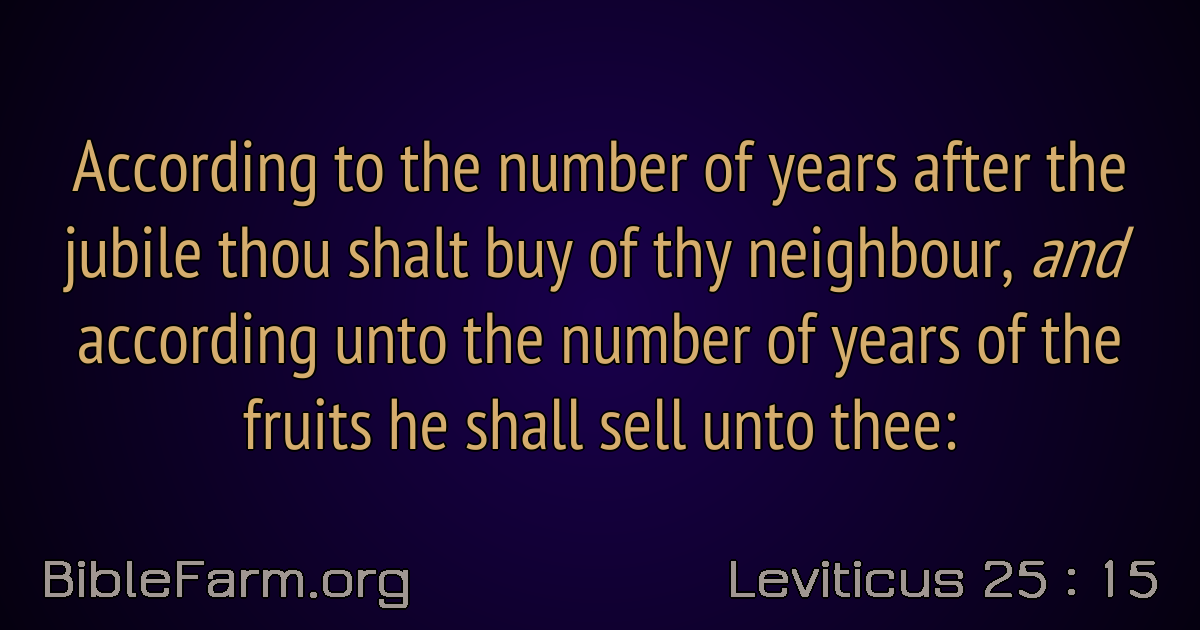 According to the number of years after the
jubile thou shalt buy of thy neighbour, and
according unto the number of years of the
fruits he shall sell unto thee:
BibleFarm.org
Leviticus 25 : 15